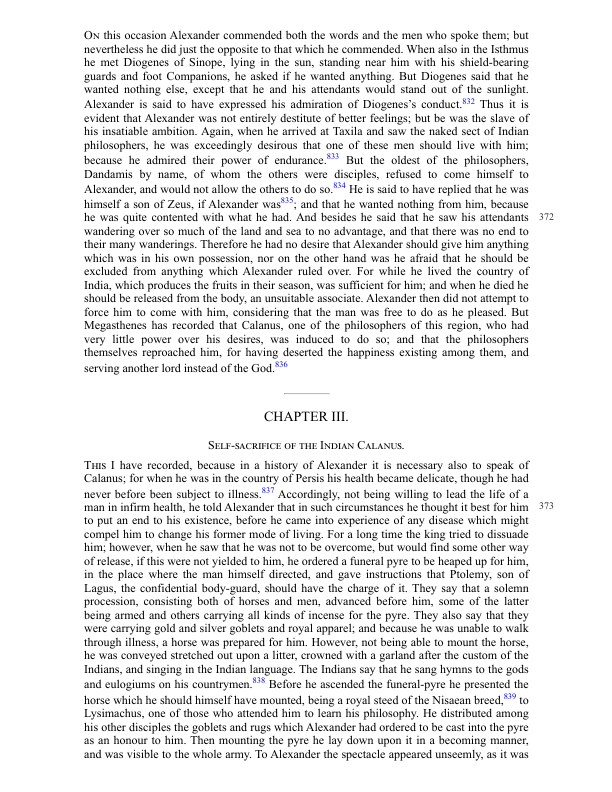 ON this occasion Alexander commended both the words and the men who spoke them; but
nevertheless he did just the opposite to that which he commended. When also in the Isthmus
he met Diogenes of Sinope, lying in the sun, standing near him with his shield-bearing
guards and foot Companions, he asked if he wanted anything. But Diogenes said that he
wanted nothing else, except that he and his attendants would stand out of the sunlight.
Alexander is said to have expressed his admiration of Diogenes’s conduct.832 Thus it is
evident that Alexander was not entirely destitute of better feelings; but be was the slave of
his insatiable ambition. Again, when he arrived at Taxila and saw the naked sect of Indian
philosophers, he was exceedingly desirous that one of these men should live with him;
because he admired their power of endurance.833 But the oldest of the philosophers,
Dandamis by name, of whom the others were disciples, refused to come himself to
Alexander, and would not allow the others to do so.834 He is said to have replied that he was
himself a son of Zeus, if Alexander was835; and that he wanted nothing from him, because
he was quite contented with what he had. And besides he said that he saw his attendants 372
wandering over so much of the land and sea to no advantage, and that there was no end to
their many wanderings. Therefore he had no desire that Alexander should give him anything
which was in his own possession, nor on the other hand was he afraid that he should be
excluded from anything which Alexander ruled over. For while he lived the country of
India, which produces the fruits in their season, was sufficient for him; and when he died he
should be released from the body, an unsuitable associate. Alexander then did not attempt to
force him to come with him, considering that the man was free to do as he pleased. But
Megasthenes has recorded that Calanus, one of the philosophers of this region, who had
very little power over his desires, was induced to do so; and that the philosophers
themselves reproached him, for having deserted the happiness existing among them, and
serving another lord instead of the God.836
CHAPTER III.
SELF-SACRIFICE OF THE INDIAN CALANUS.
THIS I have recorded, because in a history of Alexander it is necessary also to speak of
Calanus; for when he was in the country of Persis his health became delicate, though he had
never before been subject to illness.837 Accordingly, not being willing to lead the life of a
man in infirm health, he told Alexander that in such circumstances he thought it best for him 373
to put an end to his existence, before he came into experience of any disease which might
compel him to change his former mode of living. For a long time the king tried to dissuade
him; however, when he saw that he was not to be overcome, but would find some other way
of release, if this were not yielded to him, he ordered a funeral pyre to be heaped up for him,
in the place where the man himself directed, and gave instructions that Ptolemy, son of
Lagus, the confidential body-guard, should have the charge of it. They say that a solemn
procession, consisting both of horses and men, advanced before him, some of the latter
being armed and others carrying all kinds of incense for the pyre. They also say that they
were carrying gold and silver goblets and royal apparel; and because he was unable to walk
through illness, a horse was prepared for him. However, not being able to mount the horse,
he was conveyed stretched out upon a litter, crowned with a garland after the custom of the
Indians, and singing in the Indian language. The Indians say that he sang hymns to the gods
and eulogiums on his countrymen.838 Before he ascended the funeral-pyre he presented the
horse which he should himself have mounted, being a royal steed of the Nisaean breed,839 to
Lysimachus, one of those who attended him to learn his philosophy. He distributed among
his other disciples the goblets and rugs which Alexander had ordered to be cast into the pyre
as an honour to him. Then mounting the pyre he lay down upon it in a becoming manner,
and was visible to the whole army. To Alexander the spectacle appeared unseemly, as it was